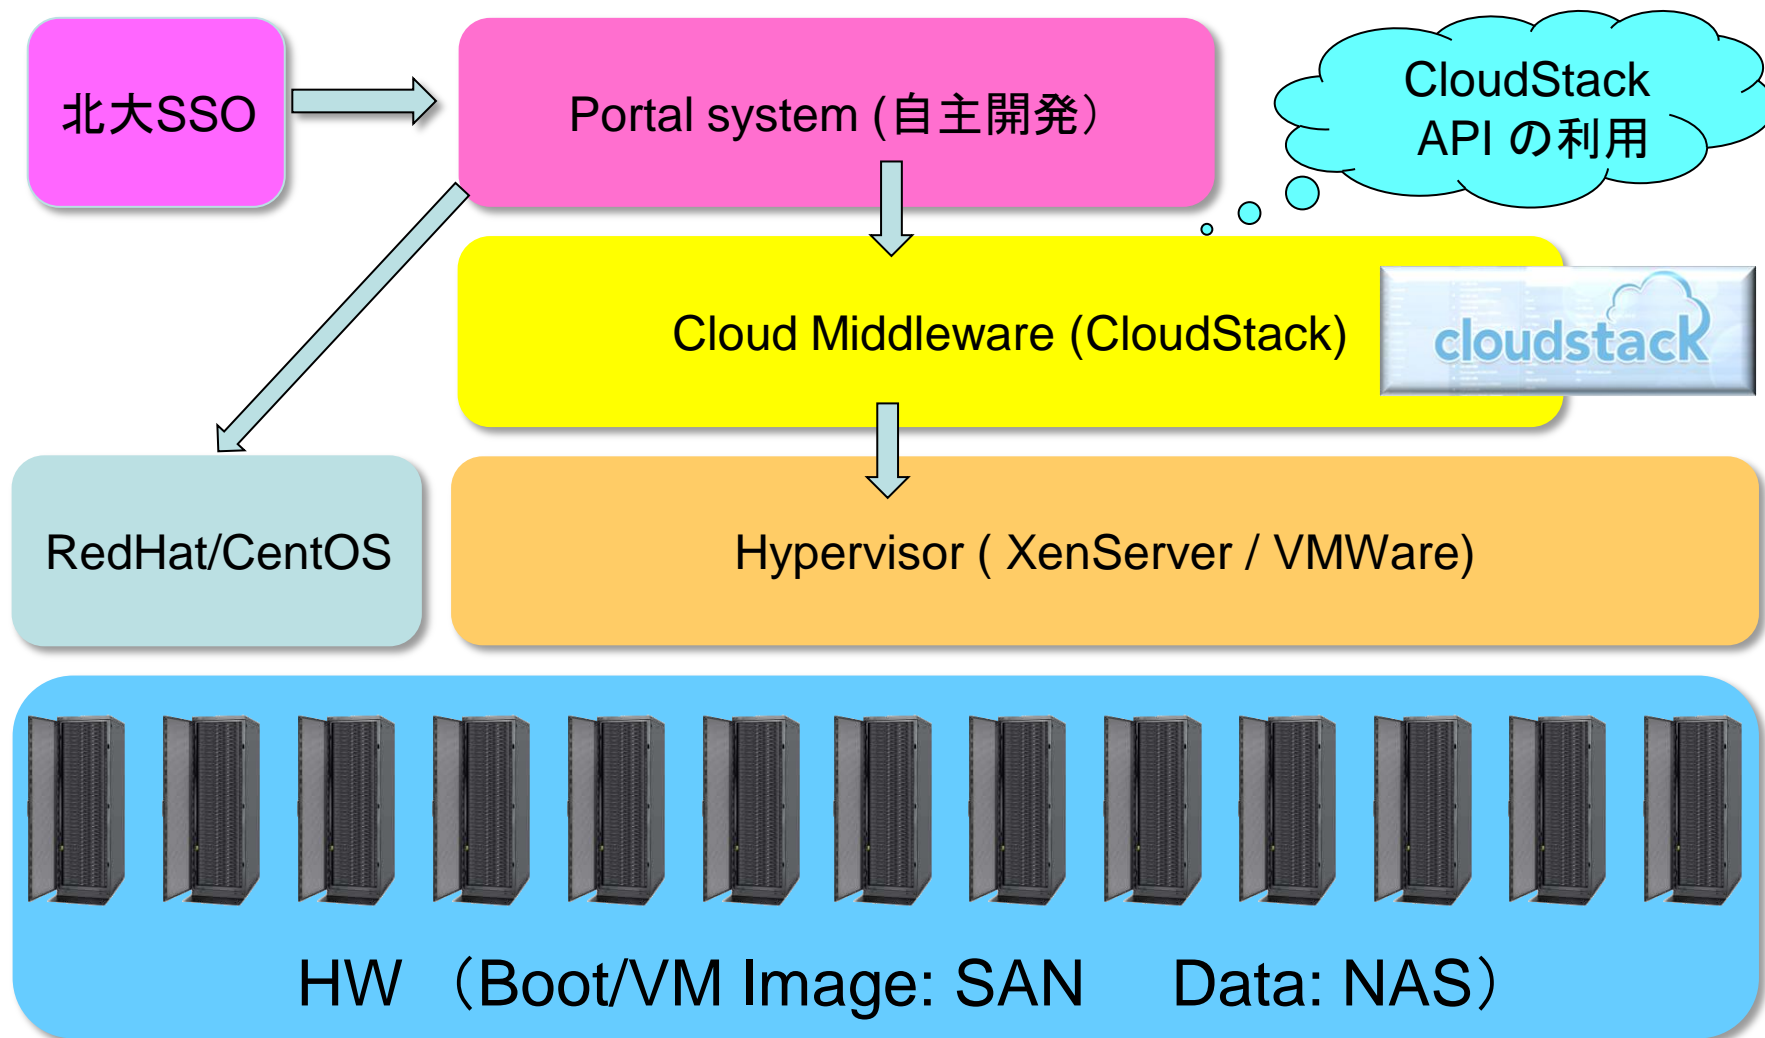 北大SSO
Portal system (自主開発）
CloudStack
API の利用
Cloud Middleware (CloudStack)
cloudstack
RedHat/CentOS
Hypervisor ( XenServer / VMWare)
HW （Boot/VM Image: SAN Data: NAS）